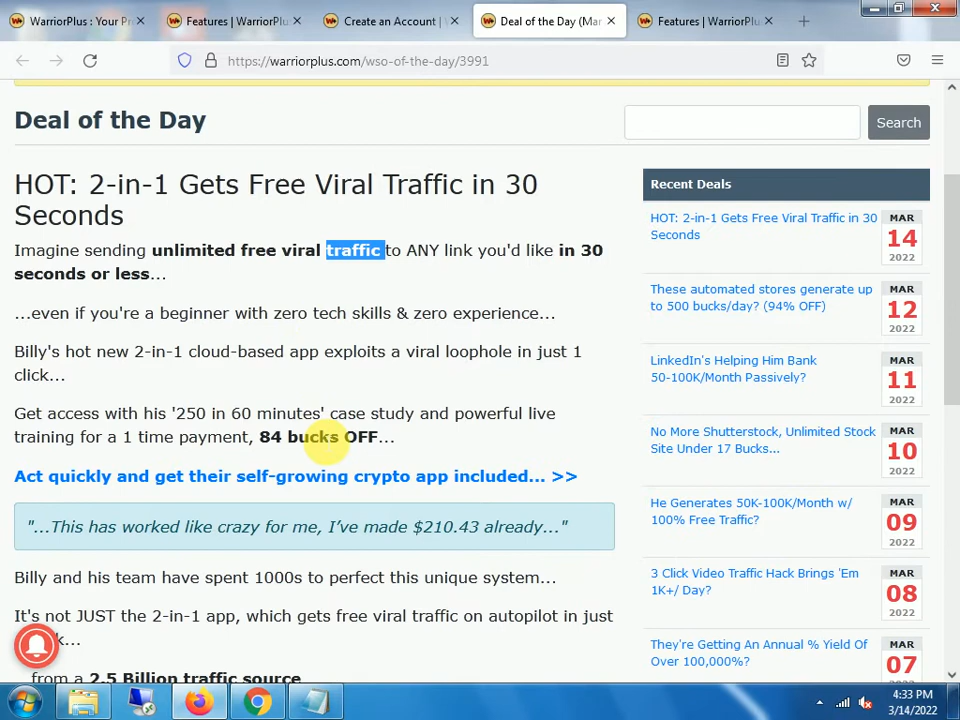 WarriorPlus : Your Pr
Features | WarriorPlu
Create an Account |
Deal of the Day (Mar
Features | WarriorPlu
https://warriorplus.com/wso-of-the-day/3991
Deal of the Day
Search
HOT: 2-in-1 Gets Free Viral Traffic in 30
Seconds
Imagine sending unlimited free viral traffic to ANY link you'd like in 30
seconds or less...
...even if you're a beginner with zero tech skills & zero experience...
Billy's hot new 2-in-1 cloud-based app exploits a viral loophole in just 1
click...
Get access with his '250 in 60 minutes' case study and powerful live
training for a 1 time payment, 84 bucks OFF...
Act quickly and get their self-growing crypto app included... >>
"...This has worked like crazy for me, I've made $210.43 already..."
Billy and his team have spent 1000s to perfect this unique system...
It's not JUST the 2-in-1 app, which gets free viral traffic on autopilot in just
k...
from a 2.5 Billion traffic source
Recent Deals
HOT: 2-in-1 Gets Free Viral Traffic in 30
Seconds
MAR
14
2022
These automated stores generate up
to 500 bucks/day? (94% OFF)
MAR
12
2022
LinkedIn's Helping Him Bank
50-100K/Month Passively?
MAR
11
2022
No More Shutterstock, Unlimited Stock
Site Under 17 Bucks...
MAR
10
2022
He Generates 50K-100K/Month w/
100% Free Traffic?
MAR
09
2022
3 Click Video Traffic Hack Brings 'Em
1K+/ Day?
MAR
08
2022
They're Getting An Annual % Yield Of
Over 100,000%?
MAR
07
2022
4:33 PM
3/14/2022